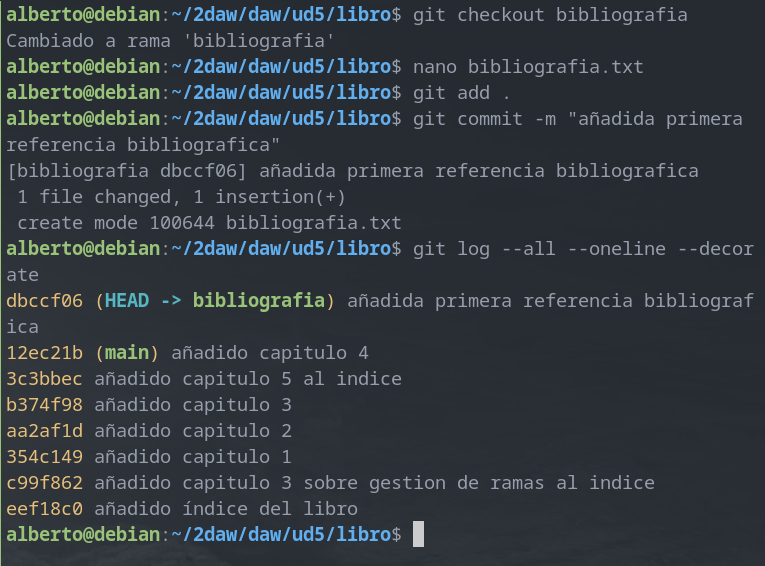 alberto@debian:~/2daw/daw/ud5/libro$ git checkout bibliografia
Cambiado a rama 'bibliografia'
alberto@debian:~/2daw/daw/ud5/libro$ nano bibliografia.txt
alberto@debian:~/2daw/daw/ud5/libro$ git add .
alberto@debian:~/2daw/daw/ud5/libro$ git commit -m "añadida primera
referencia bibliografica"
[bibliografia dbccf06] añadida primera referencia bibliografica
 1 file changed, 1 insertion(+)
 create mode 100644 bibliografia.txt
alberto@debian:~/2daw/daw/ud5/libro$ git log --all --oneline --decor
ate
dbccf06 (HEAD -> bibliografia) añadida primera referencia bibliograf
ica
12ec21b (main) añadido capitulo 4
3c3bbec añadido capitulo 5 al indice
b374f98 añadido capitulo 3
aa2af1d añadido capitulo 2
354c149 añadido capitulo 1
c99f862 añadido capitulo 3 sobre gestion de ramas al indice
eef18c0 añadido índice del libro
alberto@debian:~/2daw/daw/ud5/libro$